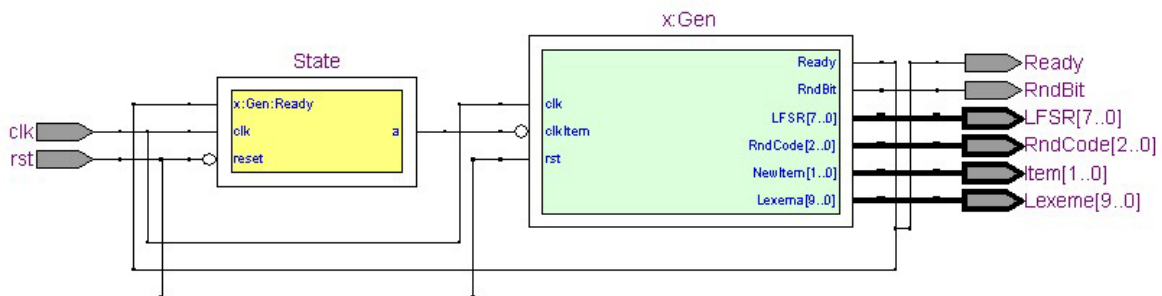 x:Gen
State
x:Gen:Ready
clk
reset
a
clk
rst
clk
clkItem
rst
Ready
RndBit
LFSR[7..0]
RndCode[2..0]
NewItem[1..0]
Lexema[9..0]
Ready
RndBit
LFSR[7..0]
RndCode[2..0]
Item[1..0]
Lexeme[9..0]